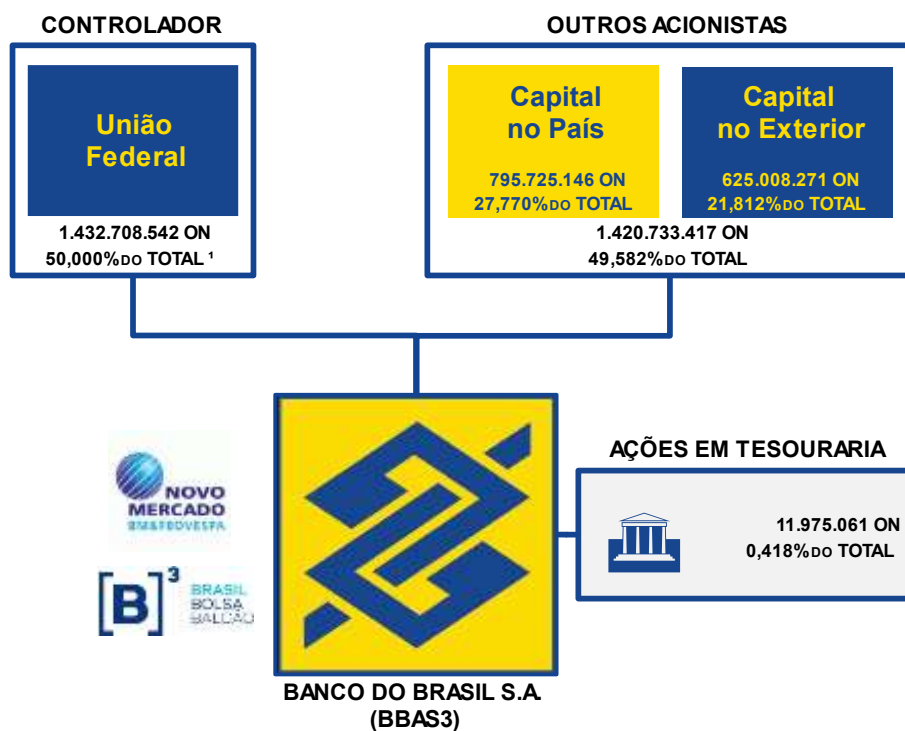 CONTROLADOR
União
Federal
1.432.708.542 ON
50,000%DO TOTAL ¹
OUTROS ACIONISTAS
Capital
no País
795.725.146 ON
27,770%DO TOTAL
Capital
no Exterior
625.008.271 ON
21,812%DO TOTAL
1.420.733.417 ON
49,582%DO TOTAL
NOVO
MERCADO
BM&FBOVESPA
[B]³
BRASIL
BOLSA
BALCÃO
BANCO DO BRASIL S.A.
(BBAS3)
AÇÕES EM TESOURARIA
11.975.061 ON
0,418%DO TOTAL